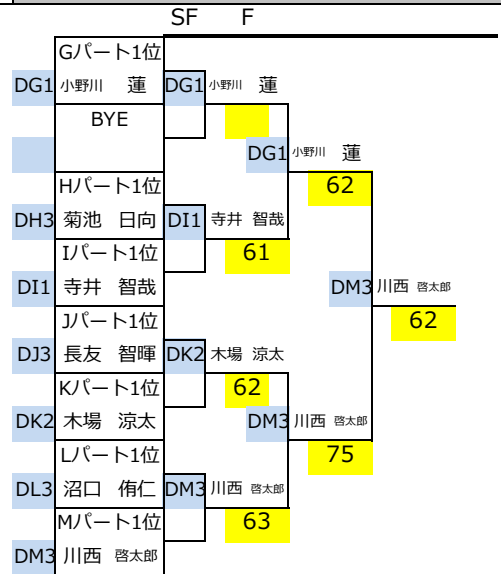 SF F
Gパート1位
DG1 小野川 蓮 DG1 小野川 蓮
BYE
DG1 小野川 蓮
Hパート1位 62
DH3 菊池 日向 DI1 寺井 智哉
Iパート1位 61
DI1 寺井 智哉 DM3 川西 啓太郎
Jパート1位 62
DJ3 長友 智暉 DK2 木場 涼太
Kパート1位 62
DK2 木場 涼太 DM3 川西 啓太郎
Lパート1位 75
DL3 沼口 侑仁 DM3 川西 啓太郎
Mパート1位 63
DM3 川西 啓太郎